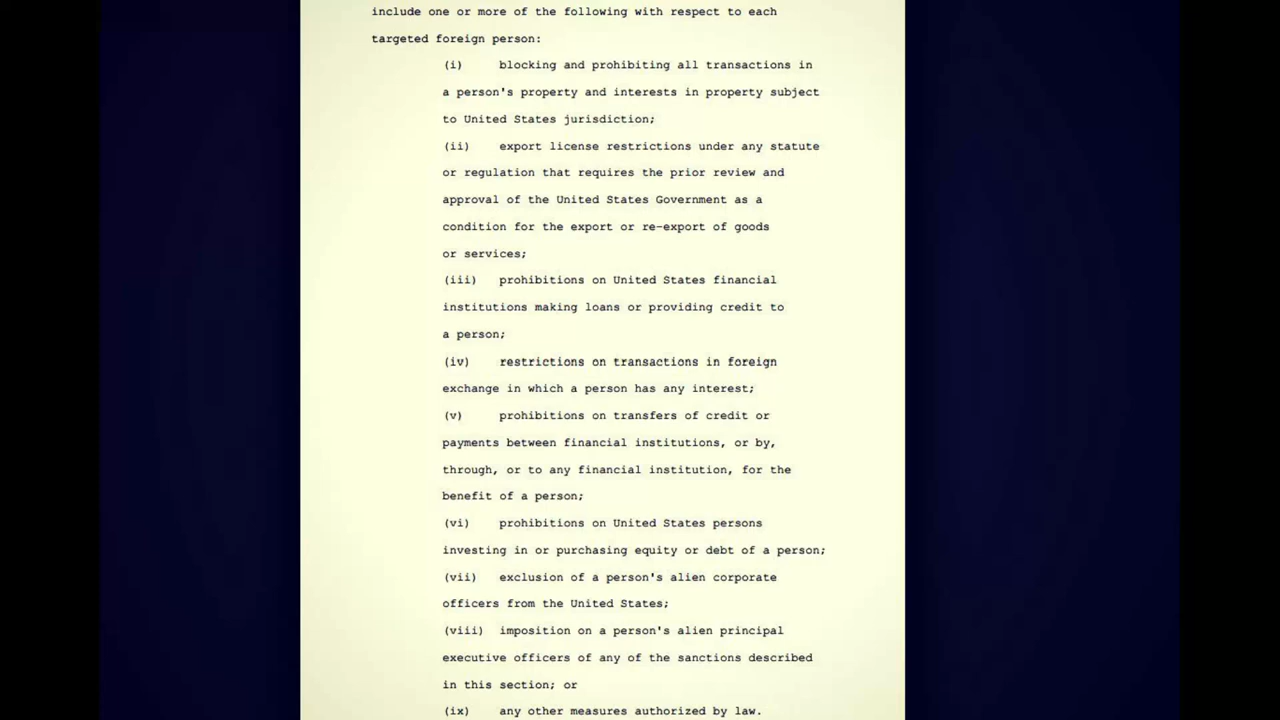 include one or more of the following with respect to each
targeted foreign person:
(i) blocking and prohibiting all transactions in
a person's property and interests in property subject
to United States jurisdiction;
(ii) export license restrictions under any statute
or regulation that requires the prior review and
approval of the United States Government as a
condition for the export or re-export of goods
or services;
(iii) prohibitions on United States financial
institutions making loans or providing credit to
a person;
(iv) restrictions on transactions in foreign
exchange in which a person has any interest;
(v) prohibitions on transfers of credit or
payments between financial institutions, or by,
through, or to any financial institution, for the
benefit of a person;
(vi) prohibitions on United States persons
investing in or purchasing equity or debt of a person;
(vii) exclusion of a person's alien corporate
officers from the United States;
(viii) imposition on a person's alien principal
executive officers of any of the sanctions described
in this section; or
(ix) any other measures authorized by law.